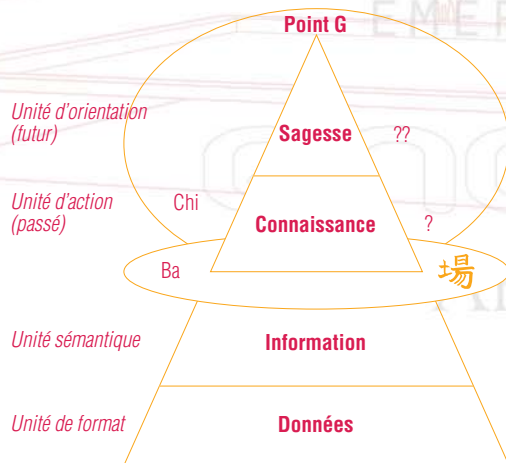 Point G
Unité d'orientation
(futur)
Sagesse ??
Unité d'action
(passé)
Chi
Connaissance ?
Ba 場
Unité sémantique Information
Unité de format Données